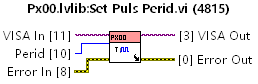 Px00.lvlib:Set Puls Perid.vi (4815)
VISA In [11]
PX00
[3] VISA Out
Perid [10]
Error In [8]
[0] Error Out